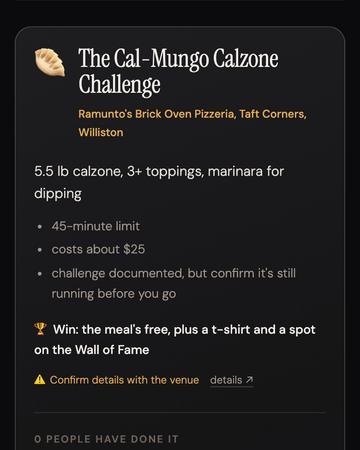 The Cal-Mungo Calzone
Challenge
Ramunto's Brick Oven Pizzeria, Taft Corners,
Williston
5.5 lb calzone, 3+ toppings, marinara for
dipping
• 45-minute limit
• costs about $25
• challenge documented, but confirm it's still
running before you go
🏆 Win: the meal's free, plus a t-shirt and a spot
on the Wall of Fame
⚠️ Confirm details with the venue details ↗
0 PEOPLE HAVE DONE IT